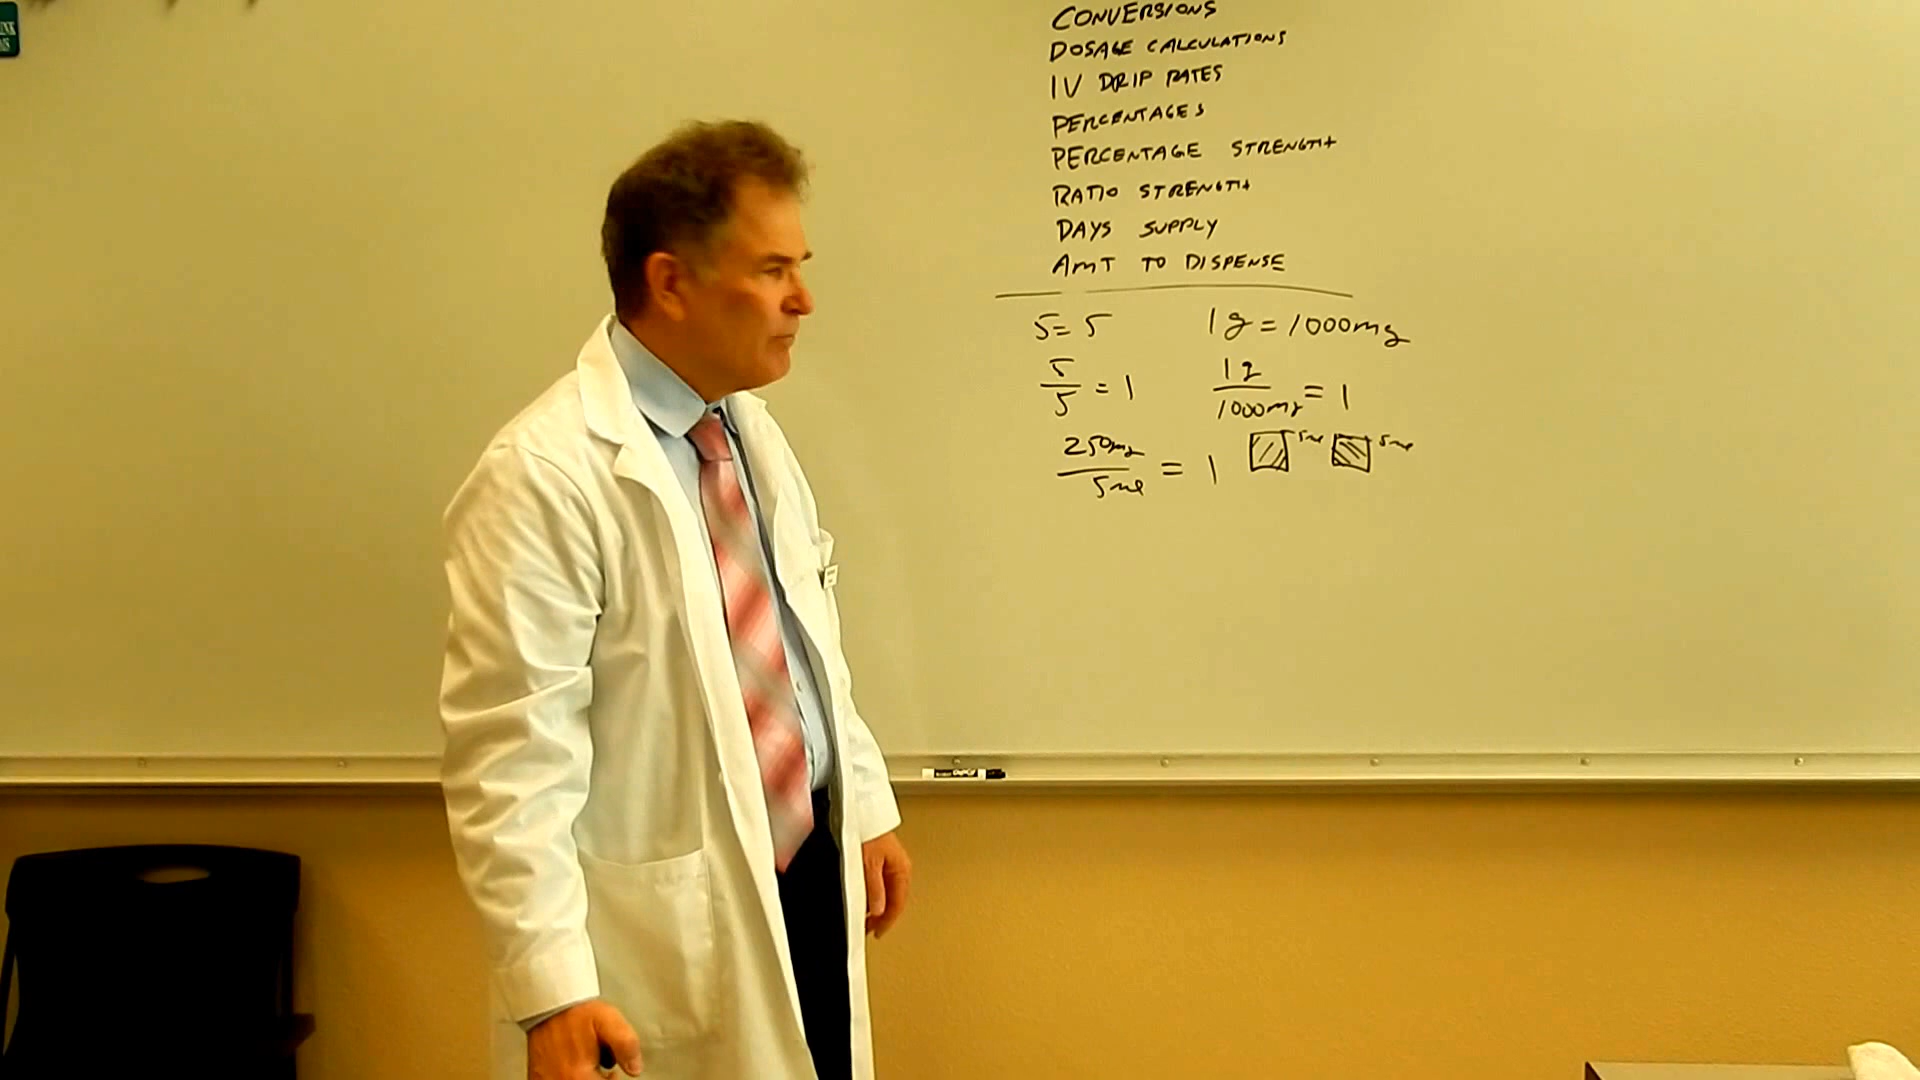 CONVERSIONS
DOSAGE CALCULATIONS
IV DRIP RATES
PERCENTAGES
PERCENTAGE STRENGTH
RATIO STRENGTH
DAYS SUPPLY
AMT TO DISPENSE
5 = 5 1g = 1000mg
5/5 = 1 1g/1000mg = 1
250mg/5ml = 1 5ml 5ml
EXPO